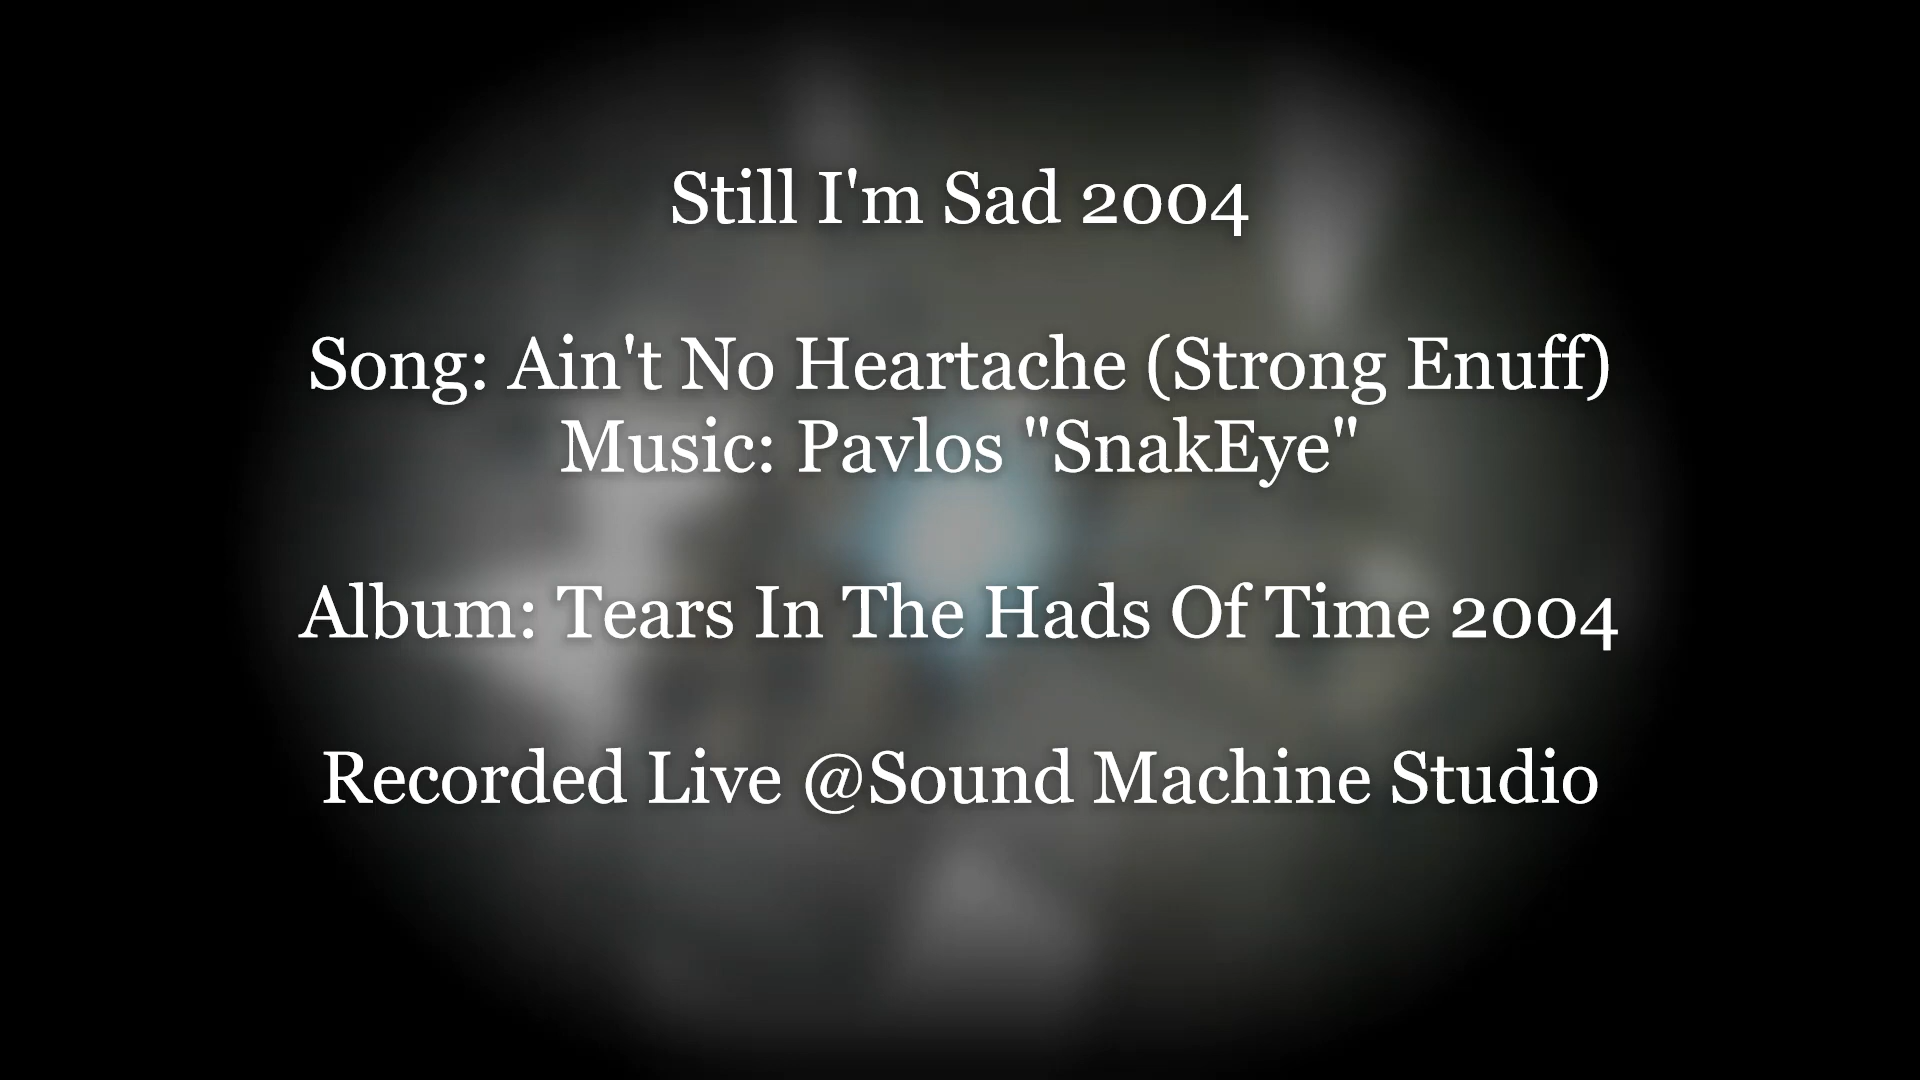 Still I'm Sad 2004
Song: Ain't No Heartache (Strong Enuff)
Music: Pavlos "SnakEye"
Album: Tears In The Hads Of Time 2004
Recorded Live @Sound Machine Studio